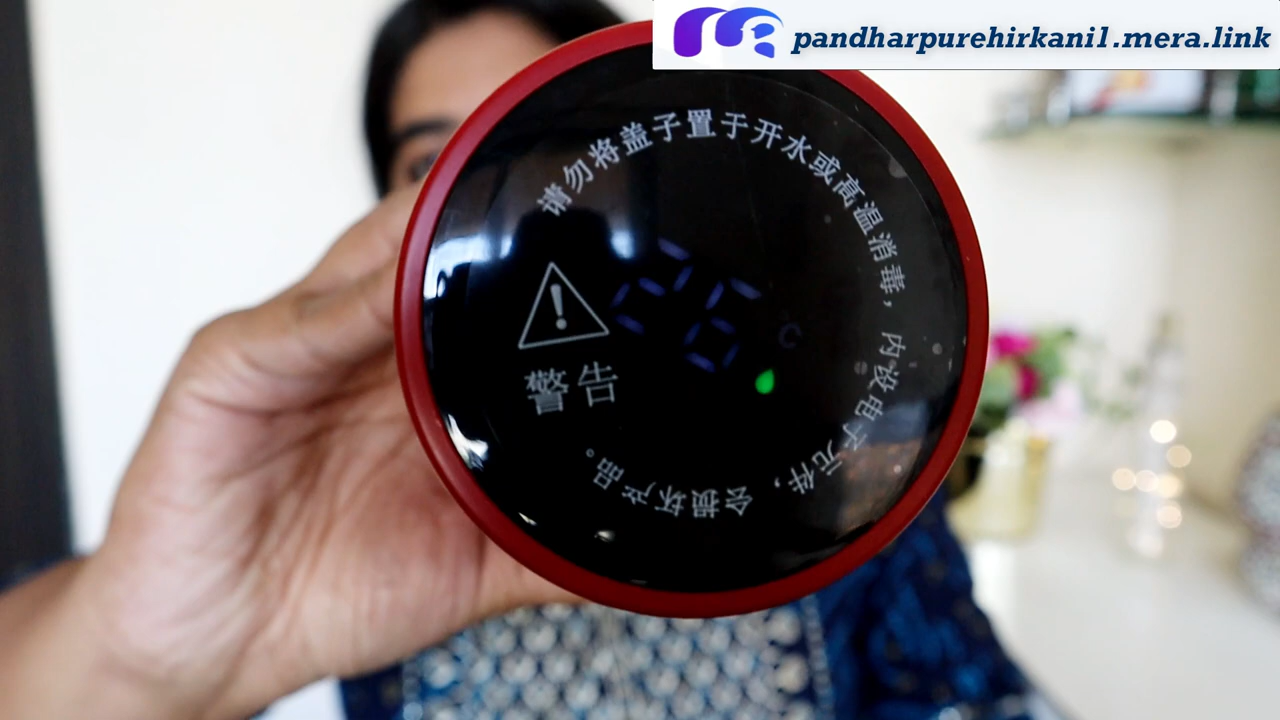 pandharpurehirkani1.mera.link
请勿将盖子置于开水或高温消毒，内设电子元件，会损坏产品。
26 C
警告